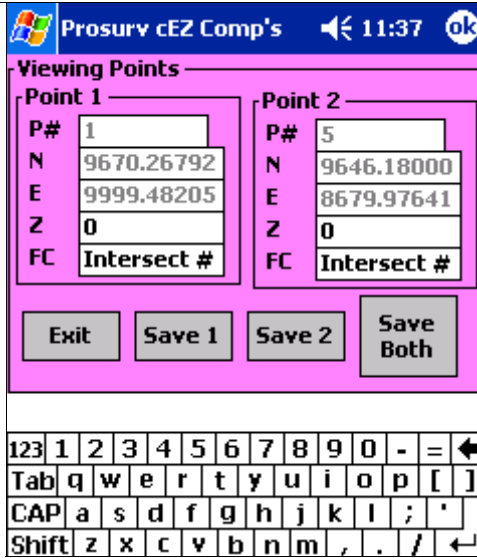 Prosurv cEZ Comp's 11:37 ok
Viewing Points
Point 1
P# 1
N 9670.26792
E 9999.48205
Z 0
FC Intersect #
Point 2
P# 5
N 9646.18000
E 8679.97641
Z 0
FC Intersect #
Exit Save 1 Save 2 Save Both
123 1 2 3 4 5 6 7 8 9 0 - =
Tab q w e r t y u i o p [ ]
CAP a s d f g h j k l ; '
Shift z x c v b n m , . /